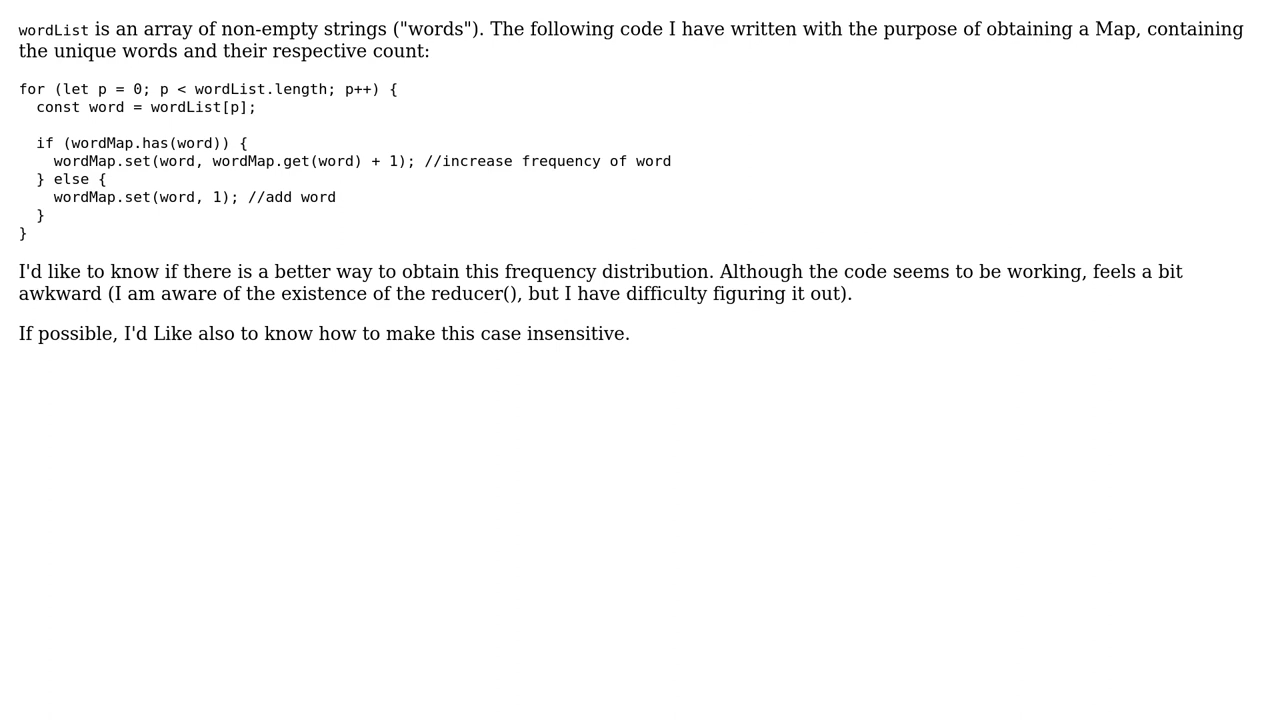 wordList is an array of non-empty strings ("words"). The following code I have written with the purpose of obtaining a Map, containing
the unique words and their respective count:
for (let p = 0; p < wordList.length; p++) {
  const word = wordList[p];
  if (wordMap.has(word)) {
    wordMap.set(word, wordMap.get(word) + 1); //increase frequency of word
  } else {
    wordMap.set(word, 1); //add word
  }
}
I'd like to know if there is a better way to obtain this frequency distribution. Although the code seems to be working, feels a bit
awkward (I am aware of the existence of the reducer(), but I have difficulty figuring it out).
If possible, I'd Like also to know how to make this case insensitive.